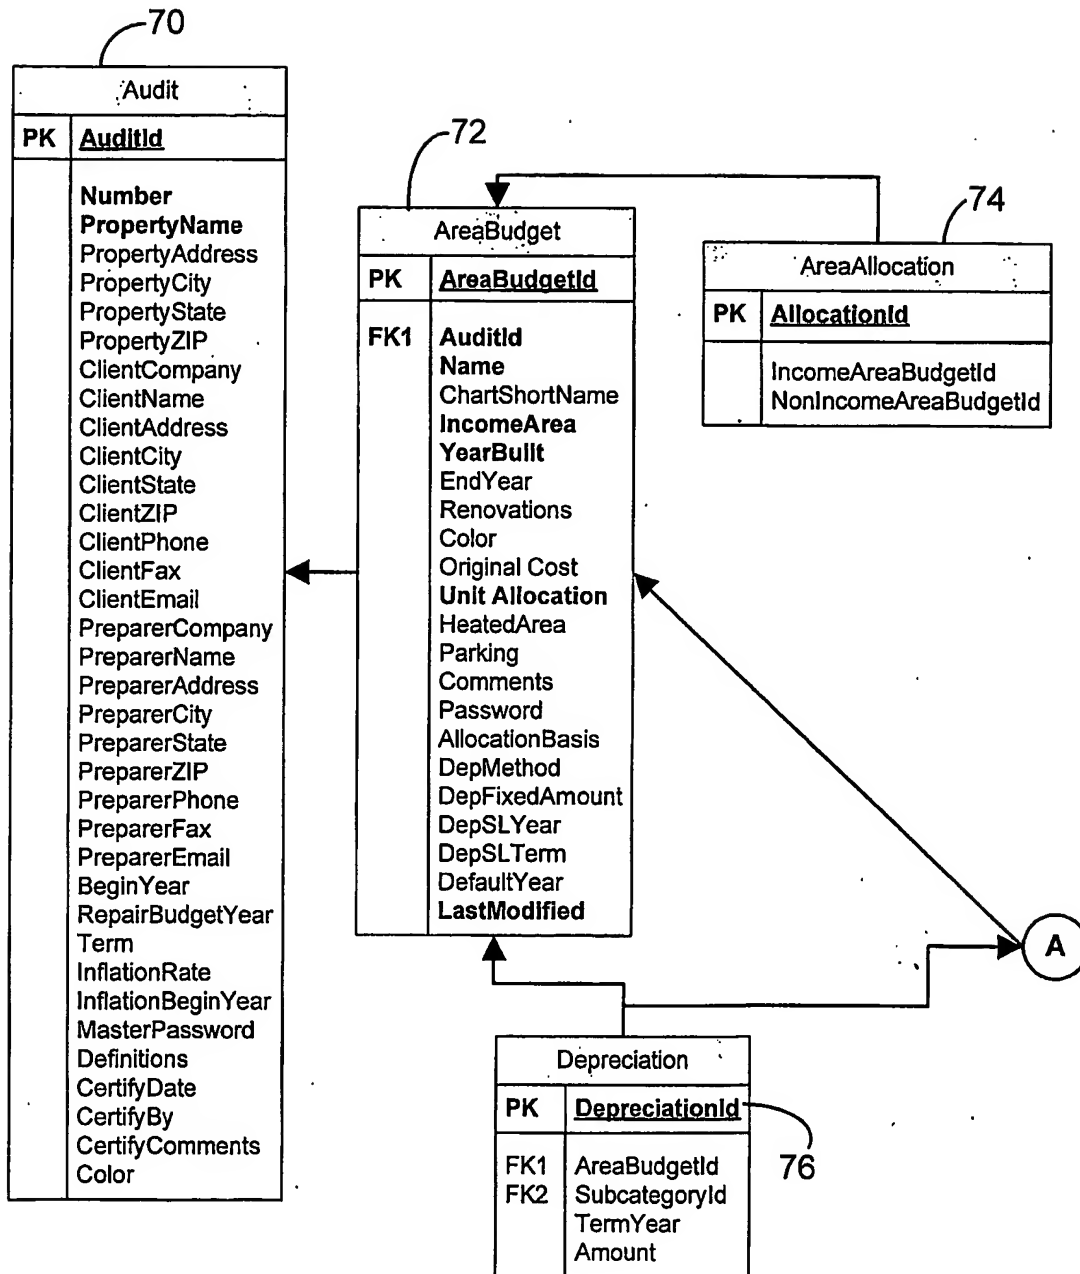 70
Audit
PK AuditId
Number
PropertyName
PropertyAddress
PropertyCity
PropertyState
PropertyZIP
ClientCompany
ClientName
ClientAddress
ClientCity
ClientState
ClientZIP
ClientPhone
ClientFax
ClientEmail
PreparerCompany
PreparerName
PreparerAddress
PreparerCity
PreparerState
PreparerZIP
PreparerPhone
PreparerFax
PreparerEmail
BeginYear
RepairBudgetYear
Term
InflationRate
InflationBeginYear
MasterPassword
Definitions
CertifyDate
CertifyBy
CertifyComments
Color
72
AreaBudget
PK AreaBudgetId
FK1 AuditId
Name
ChartShortName
IncomeArea
YearBuilt
EndYear
Renovations
Color
Original Cost
Unit Allocation
HeatedArea
Parking
Comments
Password
AllocationBasis
DepMethod
DepFixedAmount
DepSLYear
DepSLTerm
DefaultYear
LastModified
74
AreaAllocation
PK AllocationId
IncomeAreaBudgetId
NonIncomeAreaBudgetId
A
Depreciation
PK DepreciationId
76
FK1 AreaBudgetId
FK2 SubcategoryId
TermYear
Amount